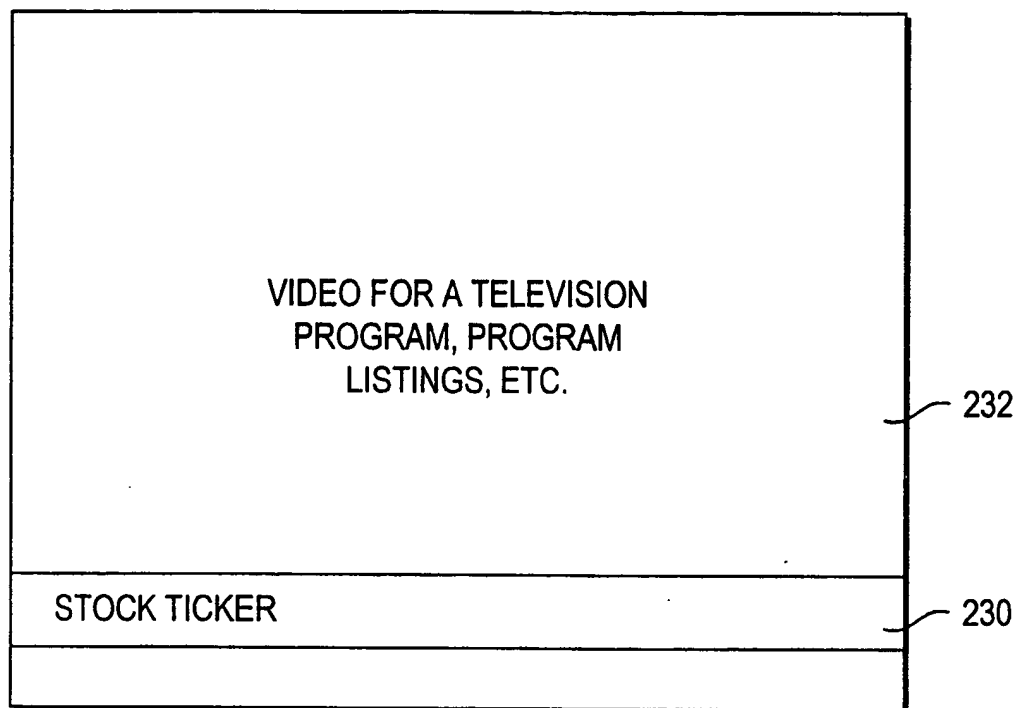 VIDEO FOR A TELEVISION
PROGRAM, PROGRAM
LISTINGS, ETC.
232
STOCK TICKER
230